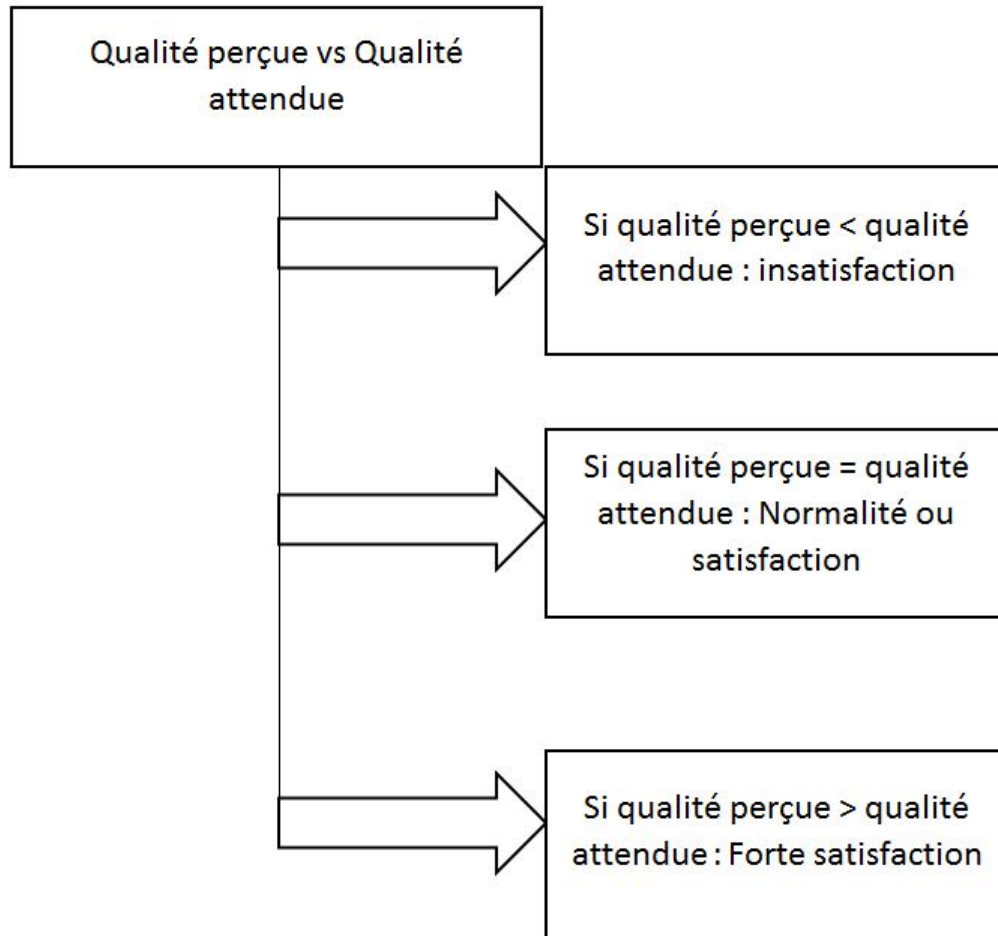 Qualité perçue vs Qualité
attendue
Si qualité perçue < qualité
attendue : insatisfaction
Si qualité perçue = qualité
attendue : Normalité ou
satisfaction
Si qualité perçue > qualité
attendue : Forte satisfaction